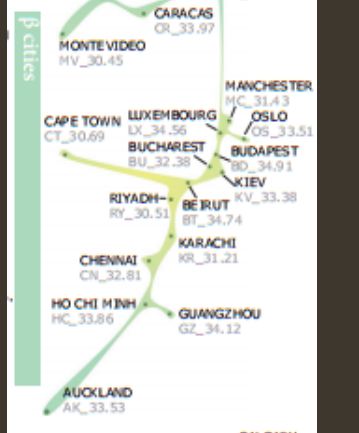 β cities
CARACAS
CR_33.97
MONTEVIDEO
MV_30.45
MANCHESTER
MC_31.43
CAPE TOWN
CT_30.69
LUXEMBOURG
LX_34.56
OSLO
OS_33.51
BUCHAREST
BU_32.38
BUDAPEST
BD_34.91
KIEV
KV_33.38
RIYADH
RY_30.51
BEIRUT
BT_34.74
KARACHI
KR_31.21
CHENNAI
CN_32.81
HO CHI MINH
HC_33.86
GUANGZHOU
GZ_34.12
AUCKLAND
AK_33.53